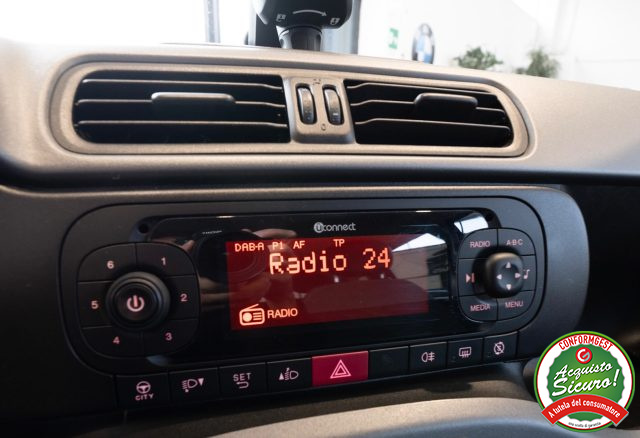 uconnect
DAB-A P1 AF TP
Radio 24
RADIO
6 1
5 2
4 3
RADIO A-B-C
MEDIA MENU
CITY
SET
CONFORMGEST
Acquisto
Sicuro!
A tutela del consumatore